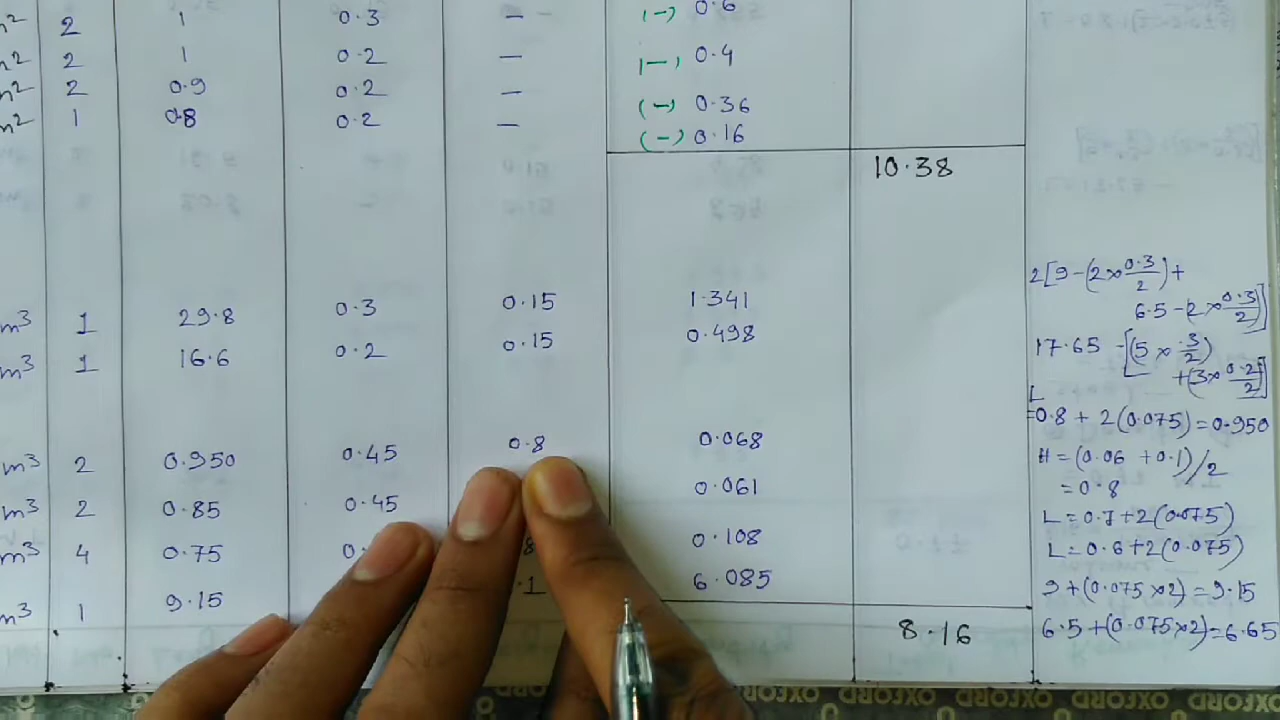 m² 2 1 0.3 — (-) 0.6
m² 2 1 0.2 — (-) 0.4
m² 2 0.9 0.2 — (-) 0.36
m² 1 0.8 0.2 — (-) 0.16
10.38
m³ 1 29.8 0.3 0.15 1.341 2[9-(2×0.3/2)+
6.5-(2×0.3/2)]
m³ 1 16.6 0.2 0.15 0.498 17.65 -[(5×.3/2)
+(3×0.2/2)]
L
=0.8 + 2(0.075)=0.950
m³ 2 0.950 0.45 0.8 0.068 H=(0.06 +0.1)/2
=0.8
m³ 2 0.85 0.45 0.061 L=0.7+2(0.075)
m³ 4 0.75 0. 8 0.108 L=0.6+2(0.075)
m³ 1 9.15 .1 6.085 9+(0.075×2)=9.15
8.16 6.5+(0.075×2)=6.65
OXFORD OXFORD OXFORD OXFORD